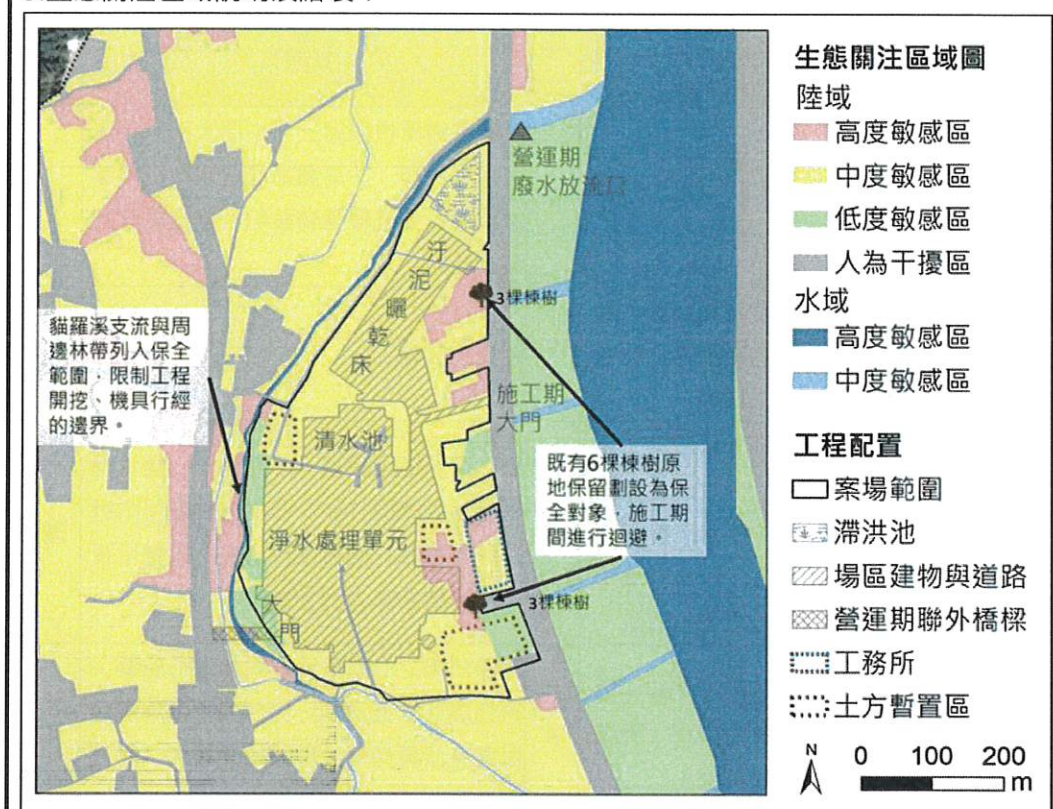 貓羅溪支流與周
邊林帶列入保全
範圍，限制工程
開挖、機具行經
的邊界。
營運期
廢水放流口
汙
泥
曬
乾
床
3棵楝樹
施工期
大門
清水池
既有6棵楝樹原
地保留劃設為保
全對象，施工期
間進行迴避。
淨水處理單元
3棵楝樹
大
門
生態關注區域圖
陸域
高度敏感區
中度敏感區
低度敏感區
人為干擾區
水域
高度敏感區
中度敏感區
工程配置
案場範圍
滯洪池
場區建物與道路
營運期聯外橋樑
工務所
土方暫置區
N
0 100 200
m